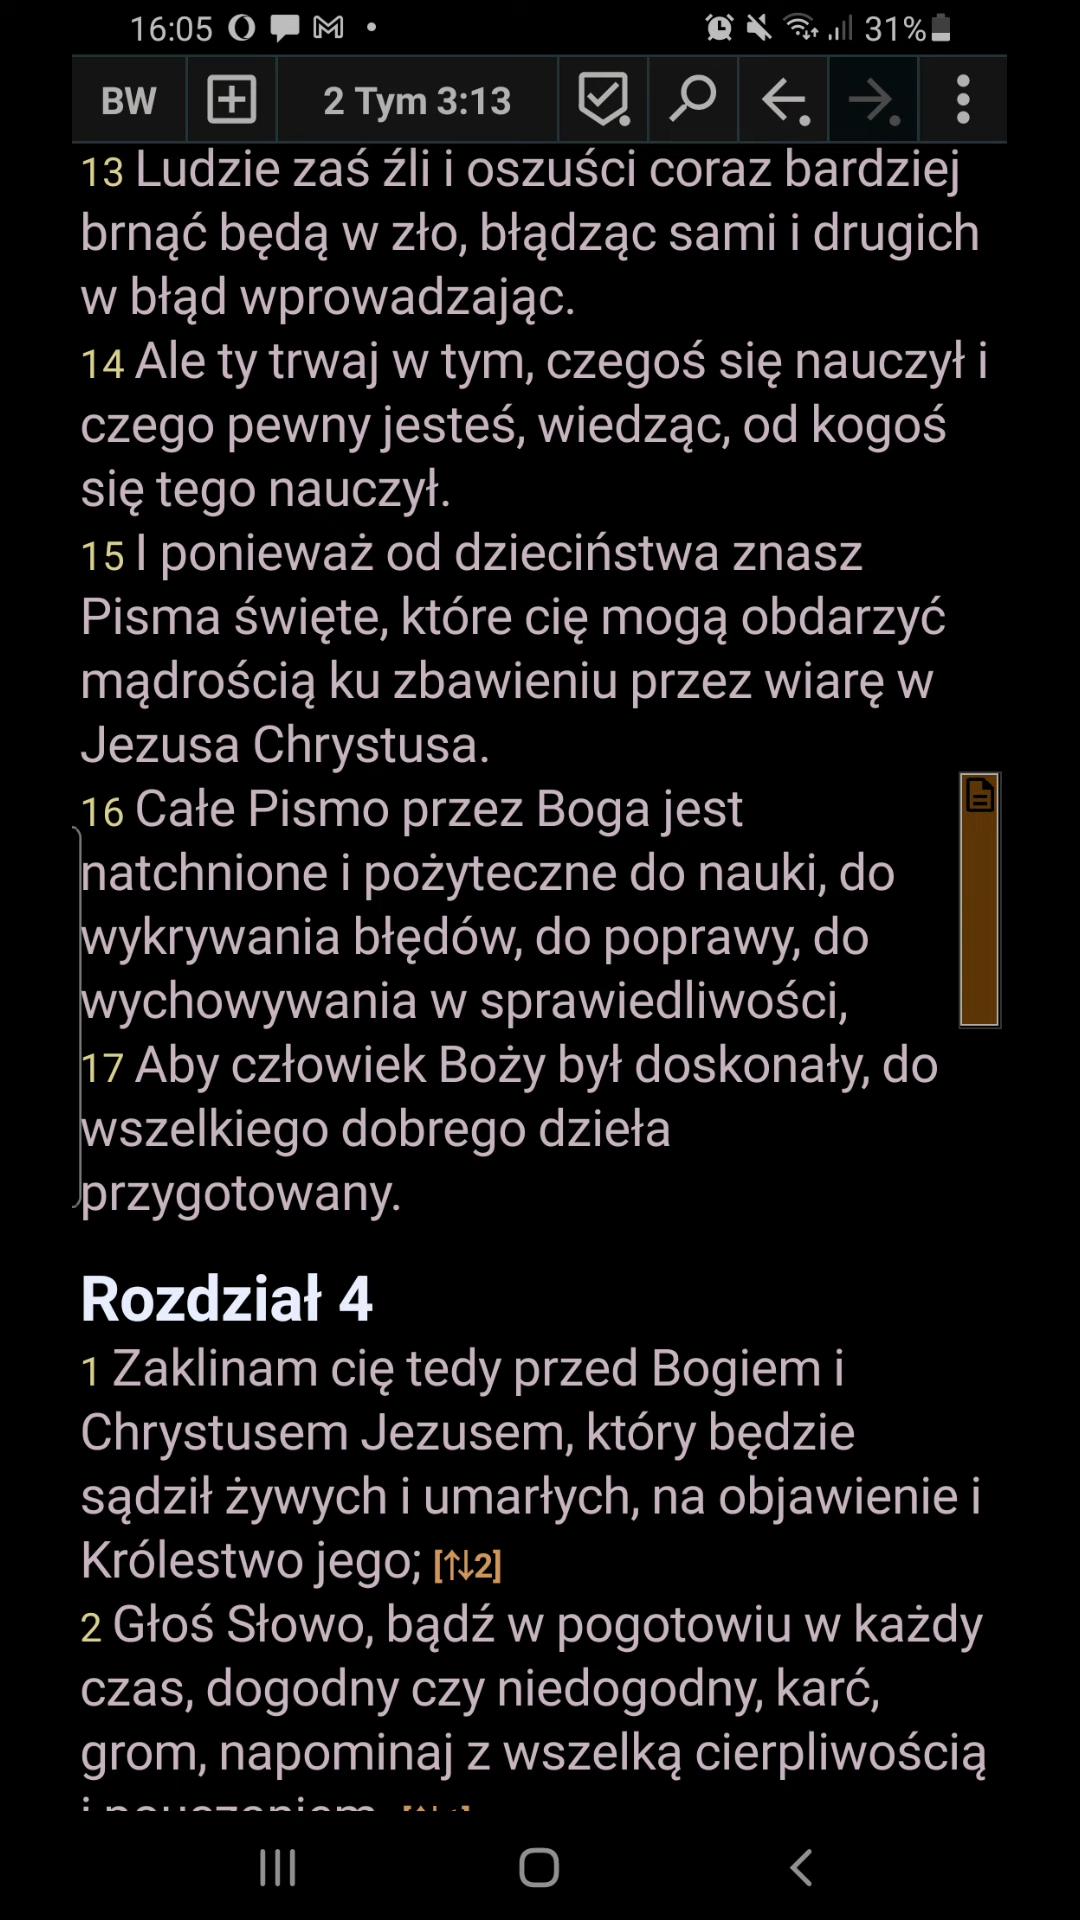 16:05 31%
BW 2 Tym 3:13
13 Ludzie zaś źli i oszuści coraz bardziej
brnąć będą w zło, błądząc sami i drugich
w błąd wprowadzając.
14 Ale ty trwaj w tym, czegoś się nauczył i
czego pewny jesteś, wiedząc, od kogoś
się tego nauczył.
15 I ponieważ od dzieciństwa znasz
Pisma święte, które cię mogą obdarzyć
mądrością ku zbawieniu przez wiarę w
Jezusa Chrystusa.
16 Całe Pismo przez Boga jest
natchnione i pożyteczne do nauki, do
wykrywania błędów, do poprawy, do
wychowywania w sprawiedliwości,
17 Aby człowiek Boży był doskonały, do
wszelkiego dobrego dzieła
przygotowany.
Rozdział 4
1 Zaklinam cię tedy przed Bogiem i
Chrystusem Jezusem, który będzie
sądził żywych i umarłych, na objawienie i
Królestwo jego; [↑↓2]
2 Głoś Słowo, bądź w pogotowiu w każdy
czas, dogodny czy niedogodny, karć,
grom, napominaj z wszelką cierpliwością